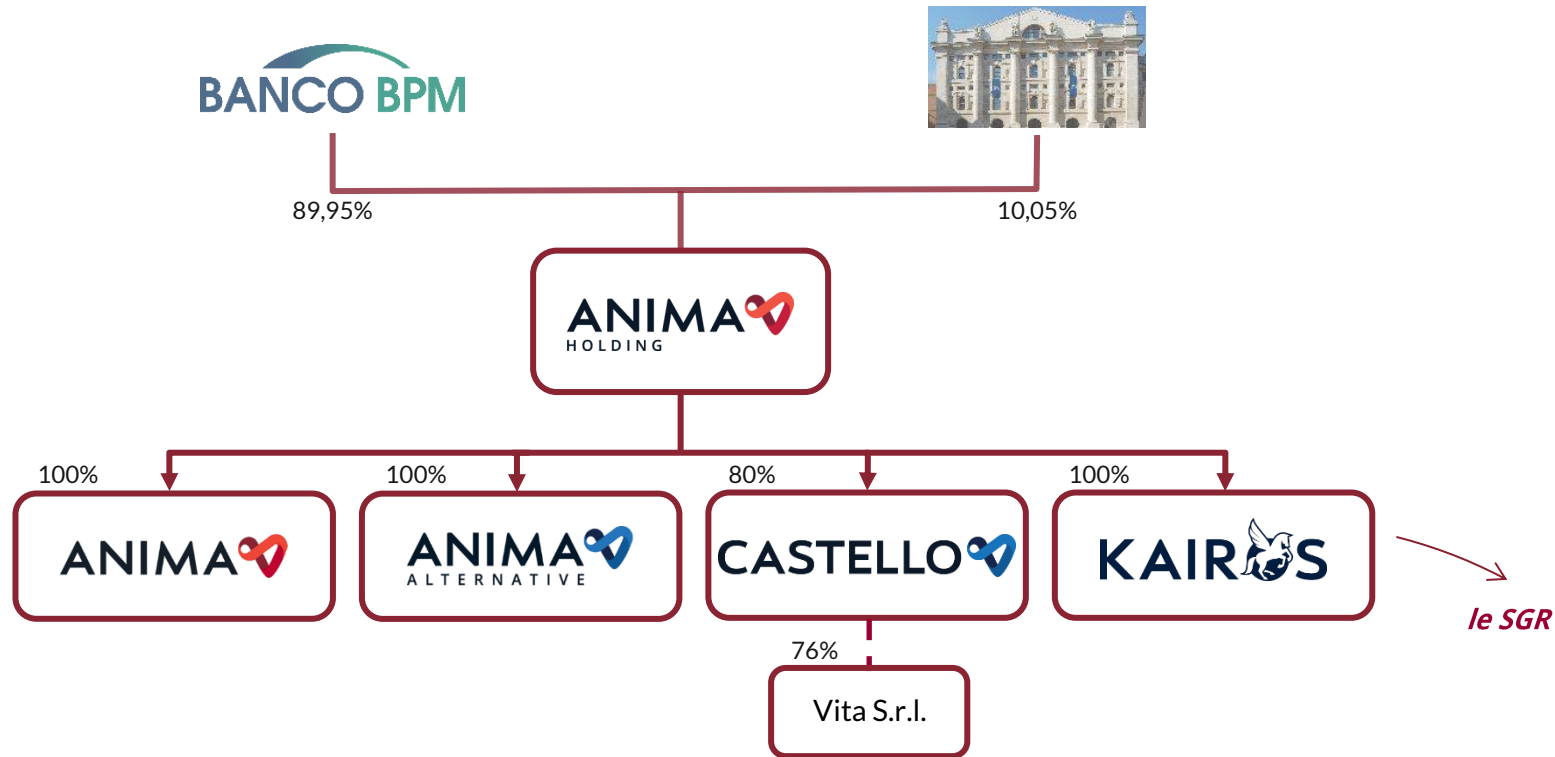 BANCO BPM
89,95%
10,05%
ANIMA
HOLDING
100%
100%
80%
100%
ANIMA
ANIMA
ALTERNATIVE
CASTELLO
KAIROS
le SGR
76%
Vita S.r.l.